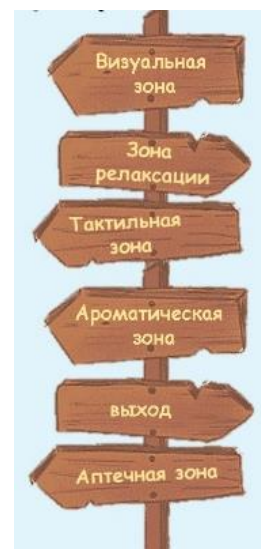 Визуальная
зона
Зона
релаксации
Тактильная
зона
Ароматическая
зона
выход
Аптечная зона